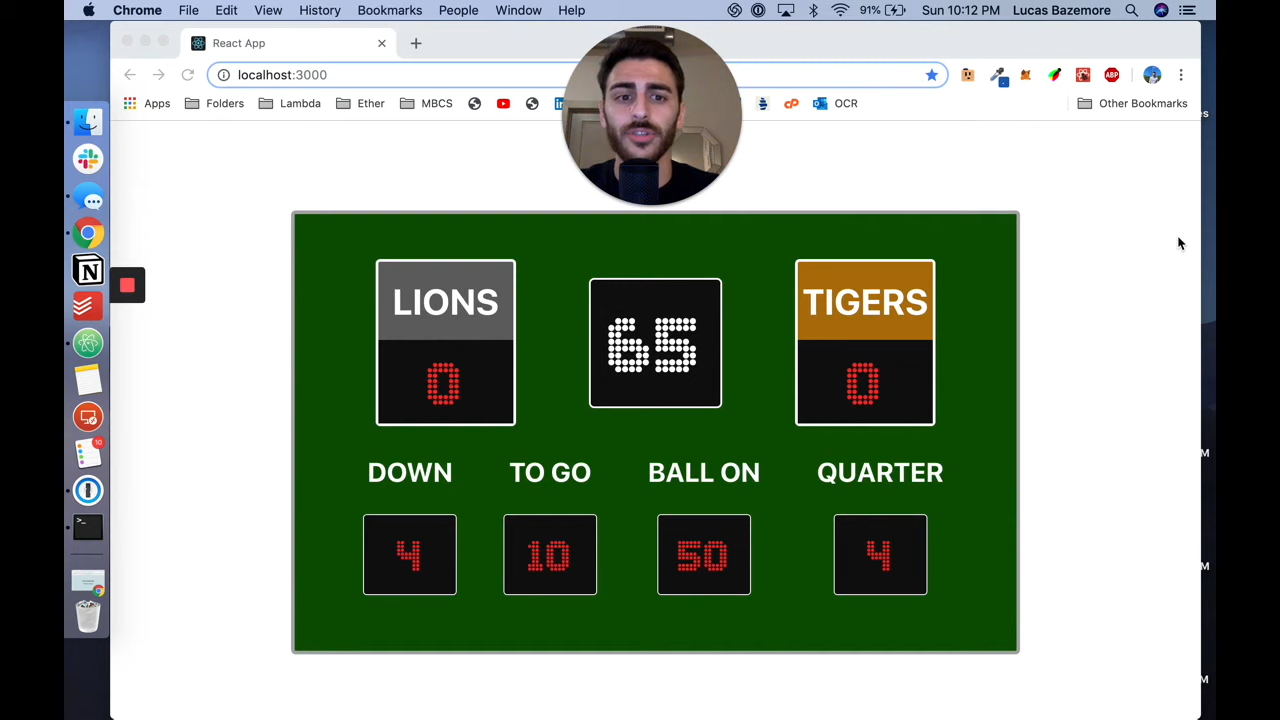 Chrome File Edit View History Bookmarks People Window Help 91% Sun 10:12 PM Lucas Bazemore
React App
localhost:3000
ABP
Apps Folders Lambda Ether MBCS OCR Other Bookmarks
LIONS
65
TIGERS
0
0
DOWN TO GO BALL ON QUARTER
4 10 50 4
10